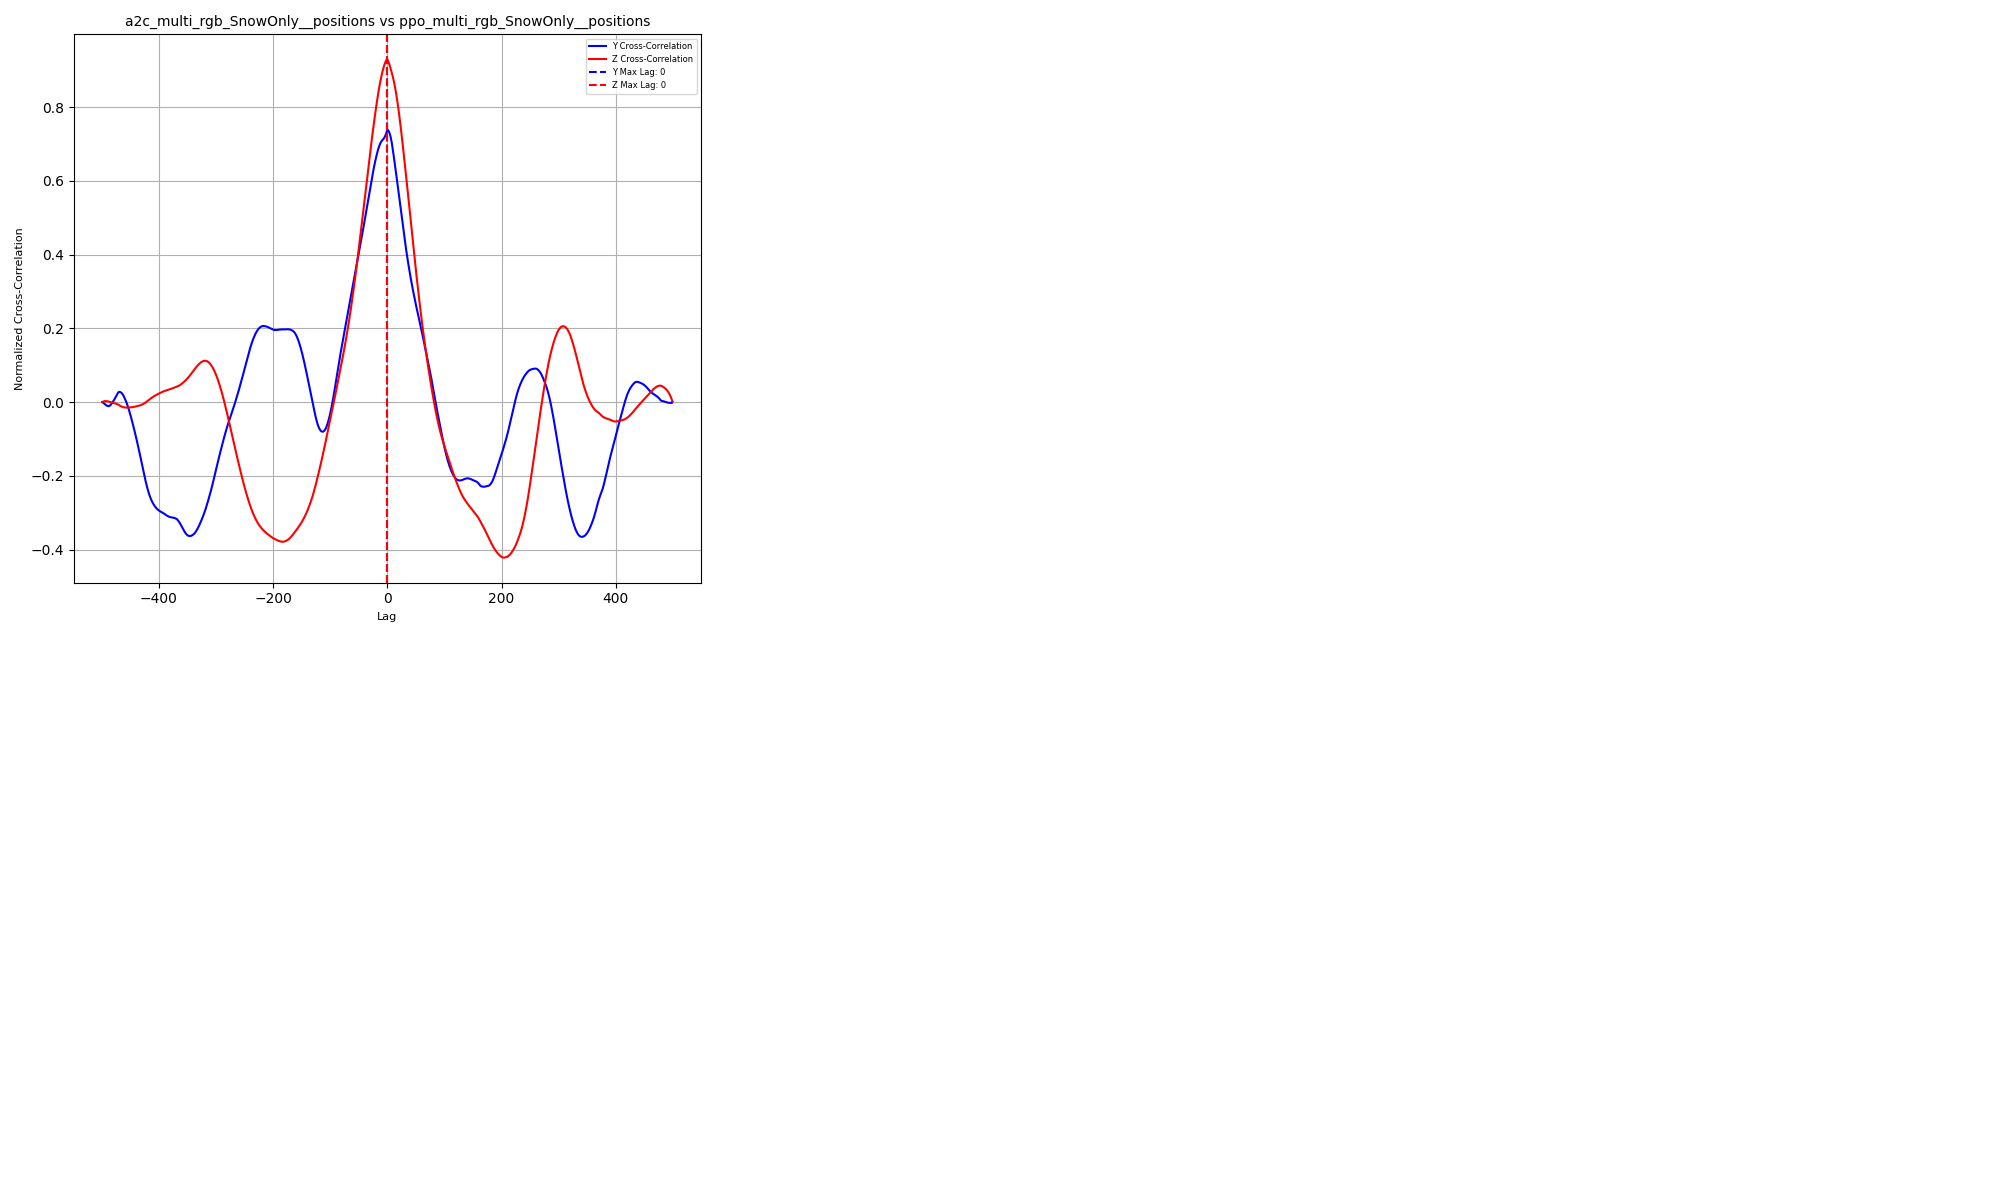 a2c_multi_rgb_SnowOnly__positions vs ppo_multi_rgb_SnowOnly__positions
Y Cross-Correlation
Z Cross-Correlation
Y Max Lag: 0
Z Max Lag: 0
Normalized Cross-Correlation
0.8
0.6
0.4
0.2
0.0
−0.2
−0.4
−400 −200 0 200 400
Lag